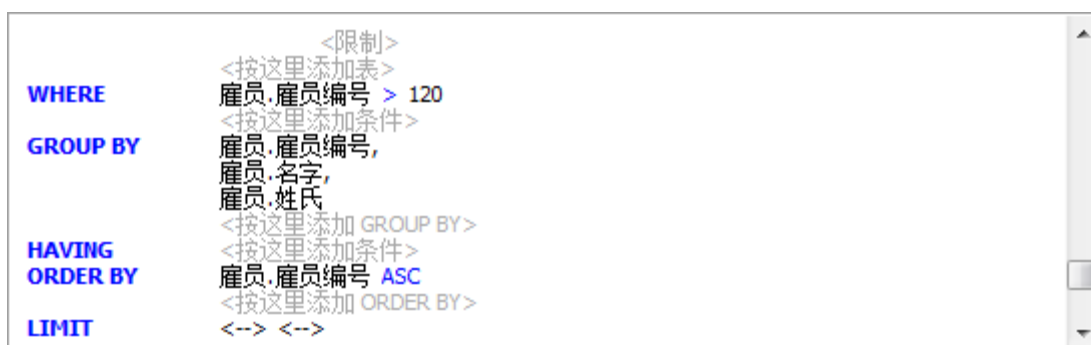 <限制>
<按这里添加表>
WHERE 雇员.雇员编号 > 120
<按这里添加条件>
GROUP BY 雇员.雇员编号,
雇员.名字,
雇员.姓氏
<按这里添加 GROUP BY>
HAVING <按这里添加条件>
ORDER BY 雇员.雇员编号 ASC
<按这里添加 ORDER BY>
LIMIT <--> <-->